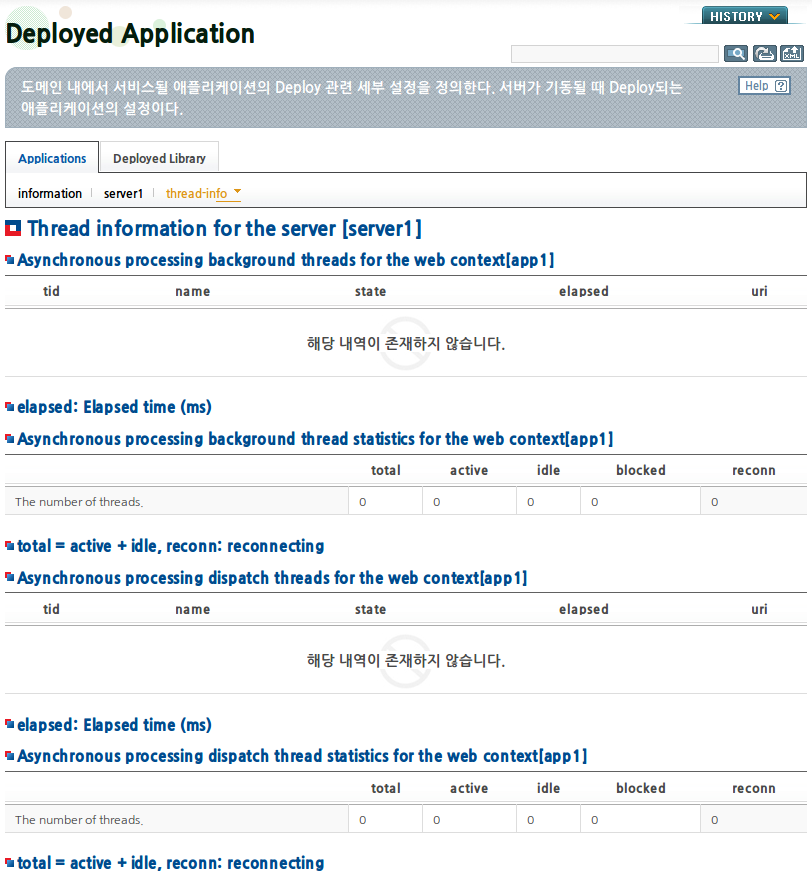 HISTORY
Deployed Application
도메인 내에서 서비스될 애플리케이션의 Deploy 관련 세부 설정을 정의한다. 서버가 기동될 때 Deploy되는
애플리케이션의 설정이다.
Help ?
Applications Deployed Library
information server1 thread-info
Thread information for the server [server1]
Asynchronous processing background threads for the web context[app1]
tid name state elapsed uri
해당 내역이 존재하지 않습니다.
elapsed: Elapsed time (ms)
Asynchronous processing background thread statistics for the web context[app1]
total active idle blocked reconn
The number of threads. 0 0 0 0 0
total = active + idle, reconn: reconnecting
Asynchronous processing dispatch threads for the web context[app1]
tid name state elapsed uri
해당 내역이 존재하지 않습니다.
elapsed: Elapsed time (ms)
Asynchronous processing dispatch thread statistics for the web context[app1]
total active idle blocked reconn
The number of threads. 0 0 0 0 0
total = active + idle, reconn: reconnecting